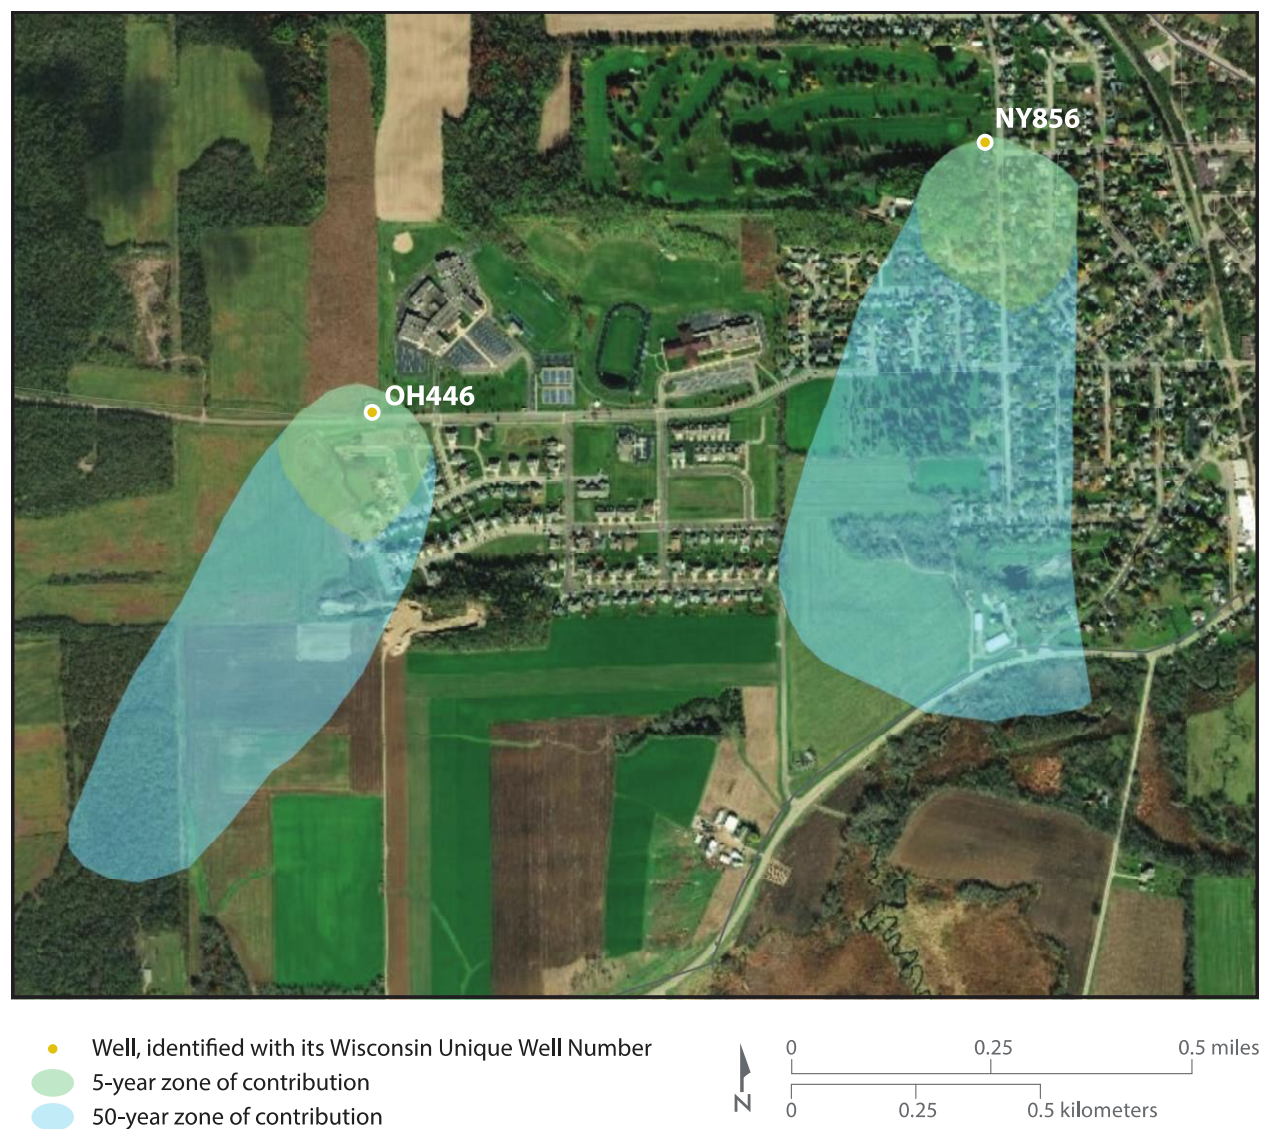 NY856
OH446
Well, identified with its Wisconsin Unique Well Number
5-year zone of contribution
50-year zone of contribution
N
0 0.25 0.5 miles
0 0.25 0.5 kilometers